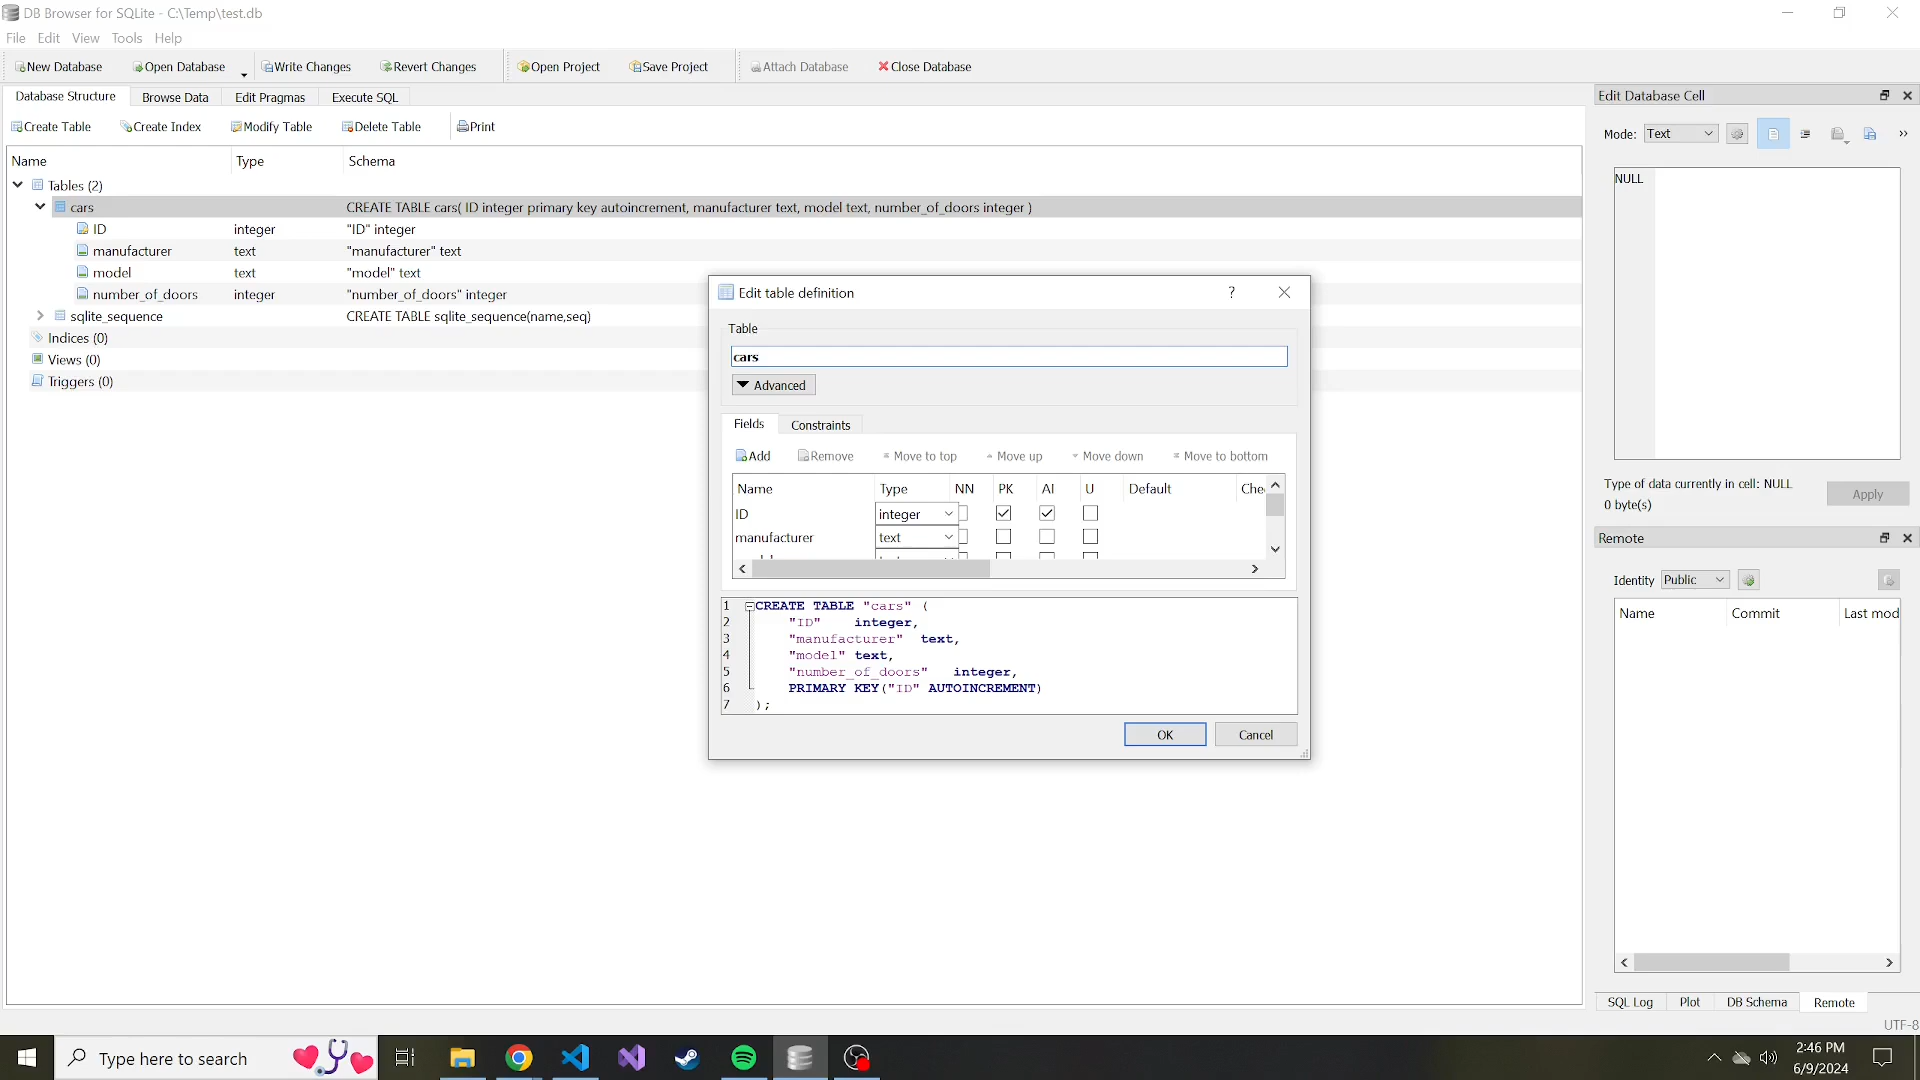 DB Browser for SQLite - C:\Temp\test.db
File Edit View Tools Help
New Database Open Database Write Changes Revert Changes Open Project Save Project Attach Database Close Database
Database Structure Browse Data Edit Pragmas Execute SQL
Create Table Create Index Modify Table Delete Table Print
Name Type Schema
Tables (2)
cars CREATE TABLE cars( ID integer primary key autoincrement, manufacturer text, model text, number_of_doors integer )
ID integer "ID" integer
manufacturer text "manufacturer" text
model text "model" text
number_of_doors integer "number_of_doors" integer
sqlite_sequence CREATE TABLE sqlite_sequence(name,seq)
Indices (0)
Views (0)
Triggers (0)
Edit table definition ?
Table
cars
Advanced
Fields Constraints
Add Remove Move to top Move up Move down Move to bottom
Name Type NN PK AI U Default
ID integer
manufacturer text
1 CREATE TABLE "cars" (
2 "ID" integer,
3 "manufacturer" text,
4 "model" text,
5 "number_of_doors" integer,
6 PRIMARY KEY("ID" AUTOINCREMENT)
7 );
OK Cancel
Edit Database Cell
Mode: Text
NULL
Type of data currently in cell: NULL
0 byte(s)
Apply
Remote
Identity Public
Name Commit Last mod
SQL Log Plot DB Schema Remote
UTF-8
Type here to search
2:46 PM
6/9/2024